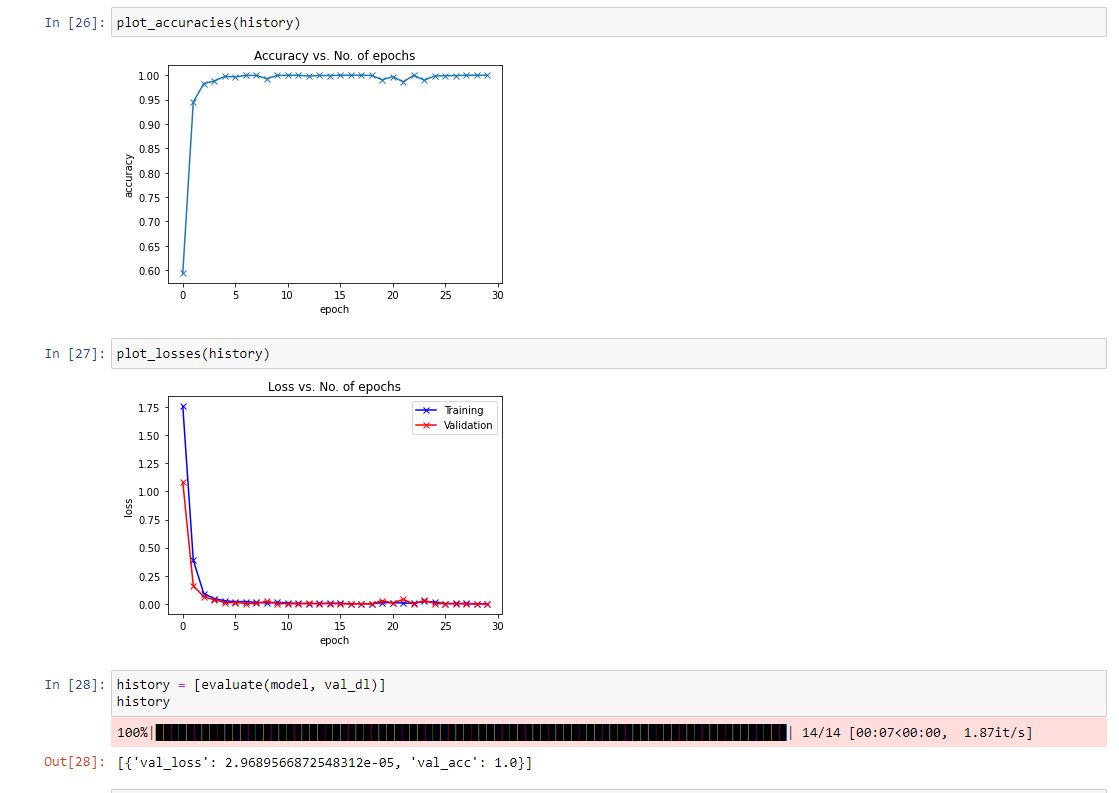 In [26]: plot_accuracies(history)
Accuracy vs. No. of epochs
1.00
0.95
0.90
0.85
0.80
0.75
0.70
0.65
0.60
accuracy
0 5 10 15 20 25 30
epoch
In [27]: plot_losses(history)
Loss vs. No. of epochs
Training
Validation
1.75
1.50
1.25
1.00
0.75
0.50
0.25
0.00
loss
0 5 10 15 20 25 30
epoch
In [28]: history = [evaluate(model, val_dl)]
history
100%| | 14/14 [00:07<00:00, 1.87it/s]
Out[28]: [{'val_loss': 2.9689566872548312e-05, 'val_acc': 1.0}]